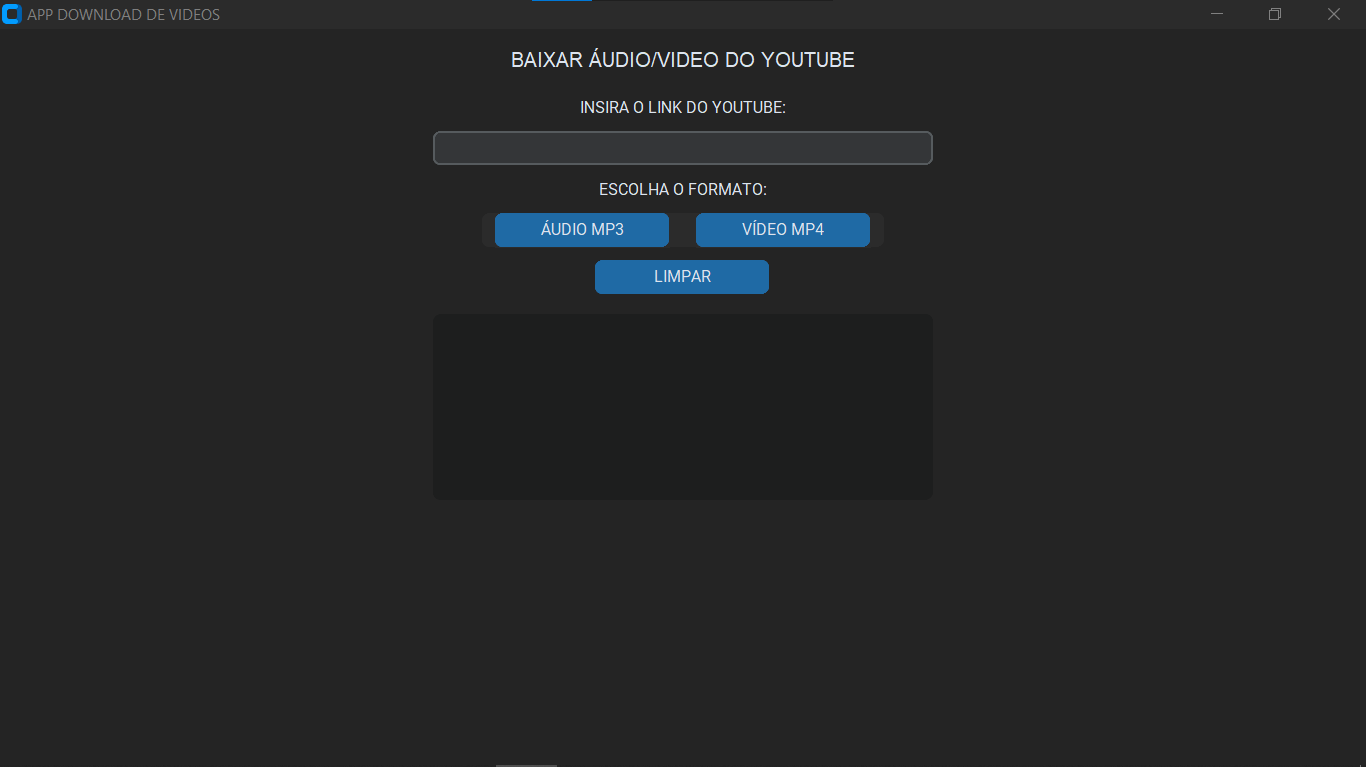 APP DOWNLOAD DE VIDEOS
BAIXAR ÁUDIO/VIDEO DO YOUTUBE
INSIRA O LINK DO YOUTUBE:
ESCOLHA O FORMATO:
ÁUDIO MP3 VÍDEO MP4
LIMPAR